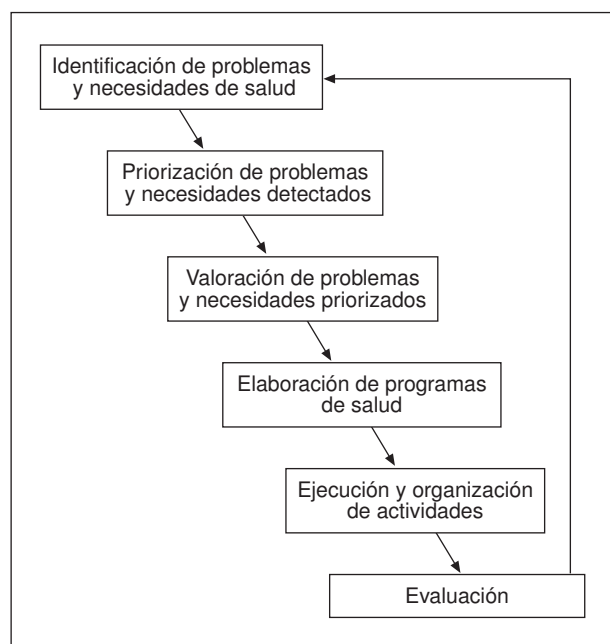 Identificación de problemas
y necesidades de salud
Priorización de problemas
y necesidades detectados
Valoración de problemas
y necesidades priorizados
Elaboración de programas
de salud
Ejecución y organización
de actividades
Evaluación